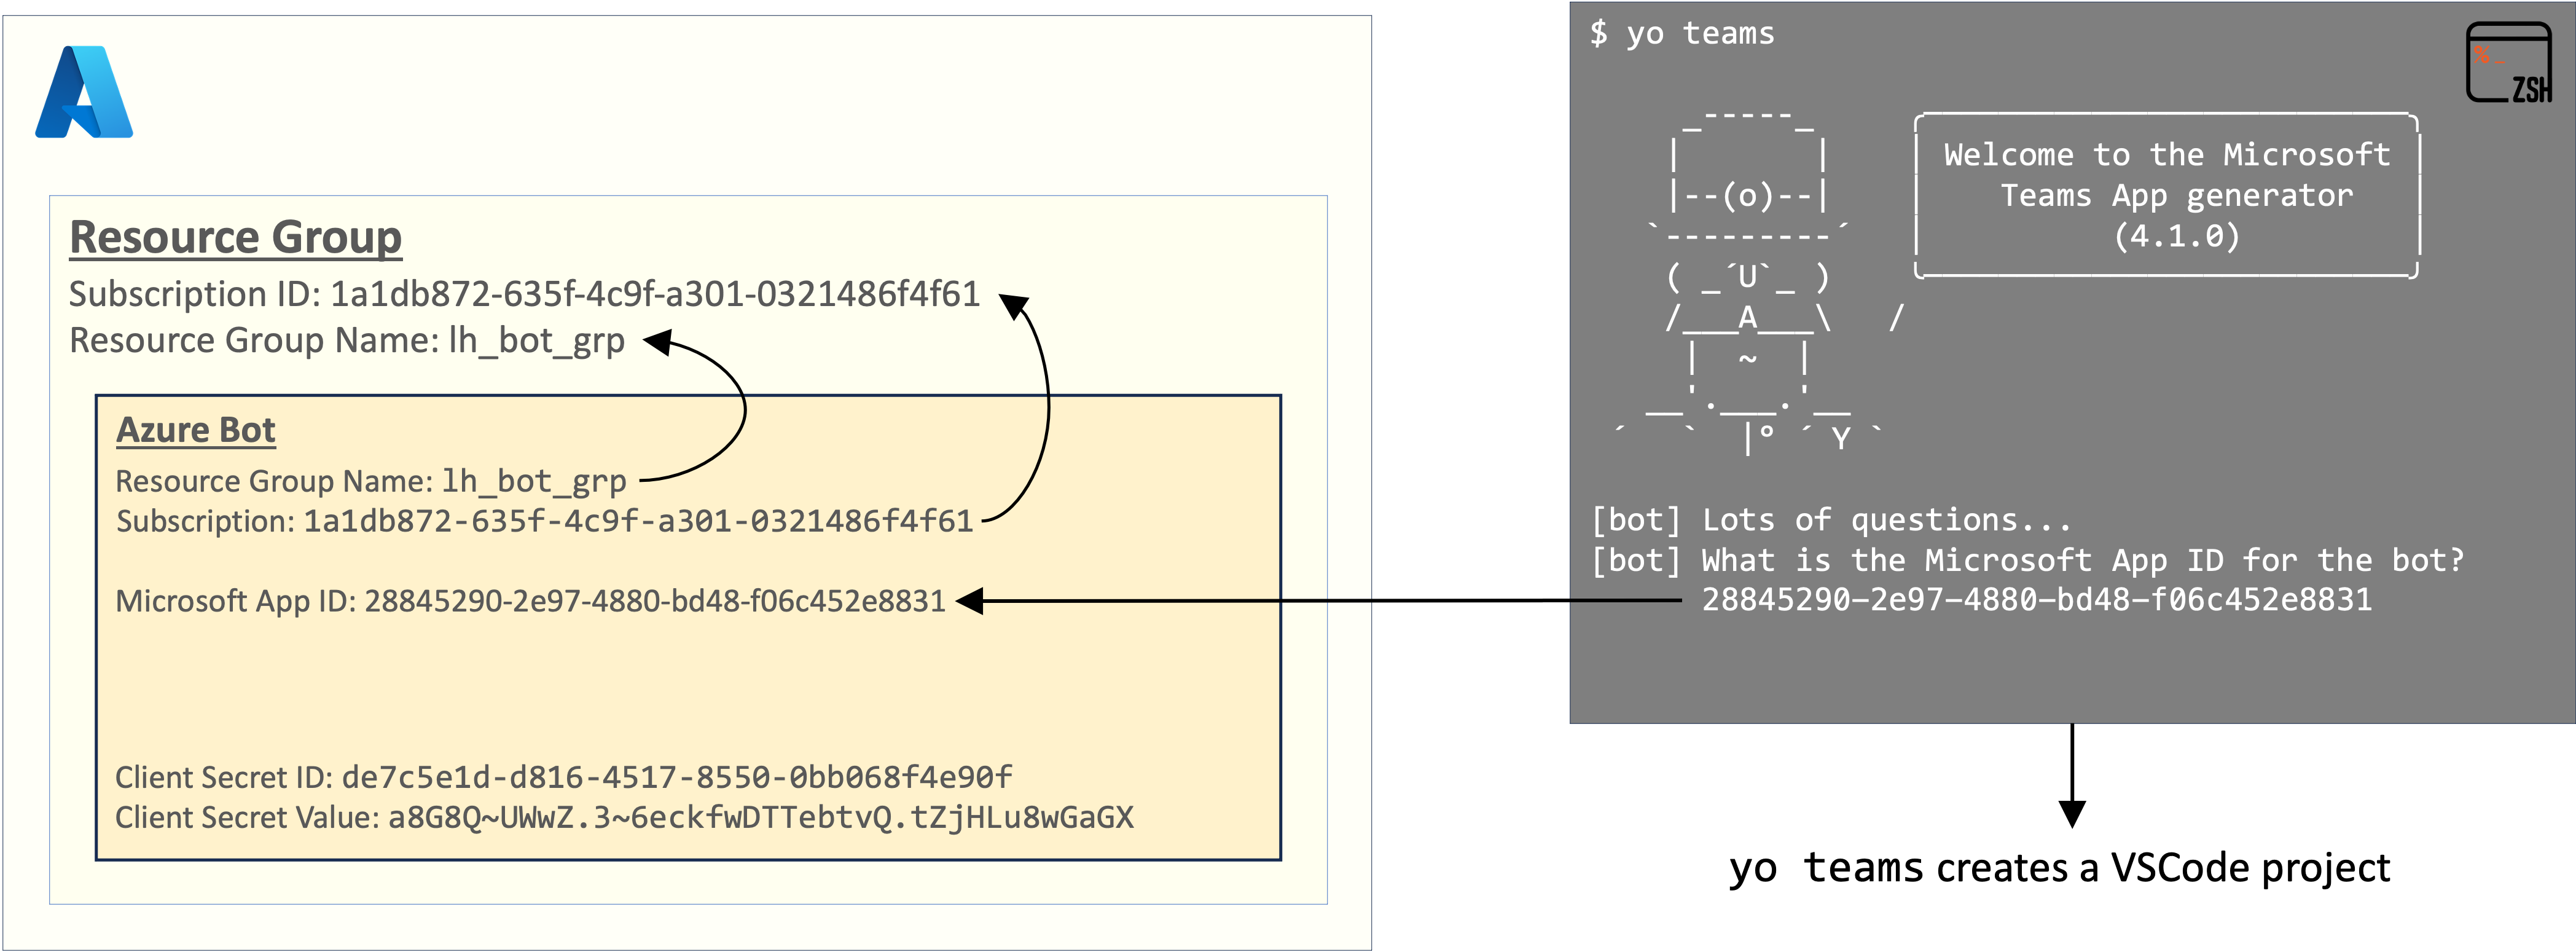 Resource Group
Subscription ID: 1a1db872-635f-4c9f-a301-0321486f4f61
Resource Group Name: lh_bot_grp
Azure Bot
Resource Group Name: lh_bot_grp
Subscription: 1a1db872-635f-4c9f-a301-0321486f4f61
Microsoft App ID: 28845290-2e97-4880-bd48-f06c452e8831
Client Secret ID: de7c5e1d-d816-4517-8550-0bb068f4e90f
Client Secret Value: a8G8Q~UWwZ.3~6eckfwDTTebtvQ.tZjHLu8wGaGX
$ yo teams
%_
ZSH
Welcome to the Microsoft
Teams App generator
(4.1.0)
[bot] Lots of questions...
[bot] What is the Microsoft App ID for the bot?
28845290-2e97-4880-bd48-f06c452e8831
yo teams creates a VSCode project